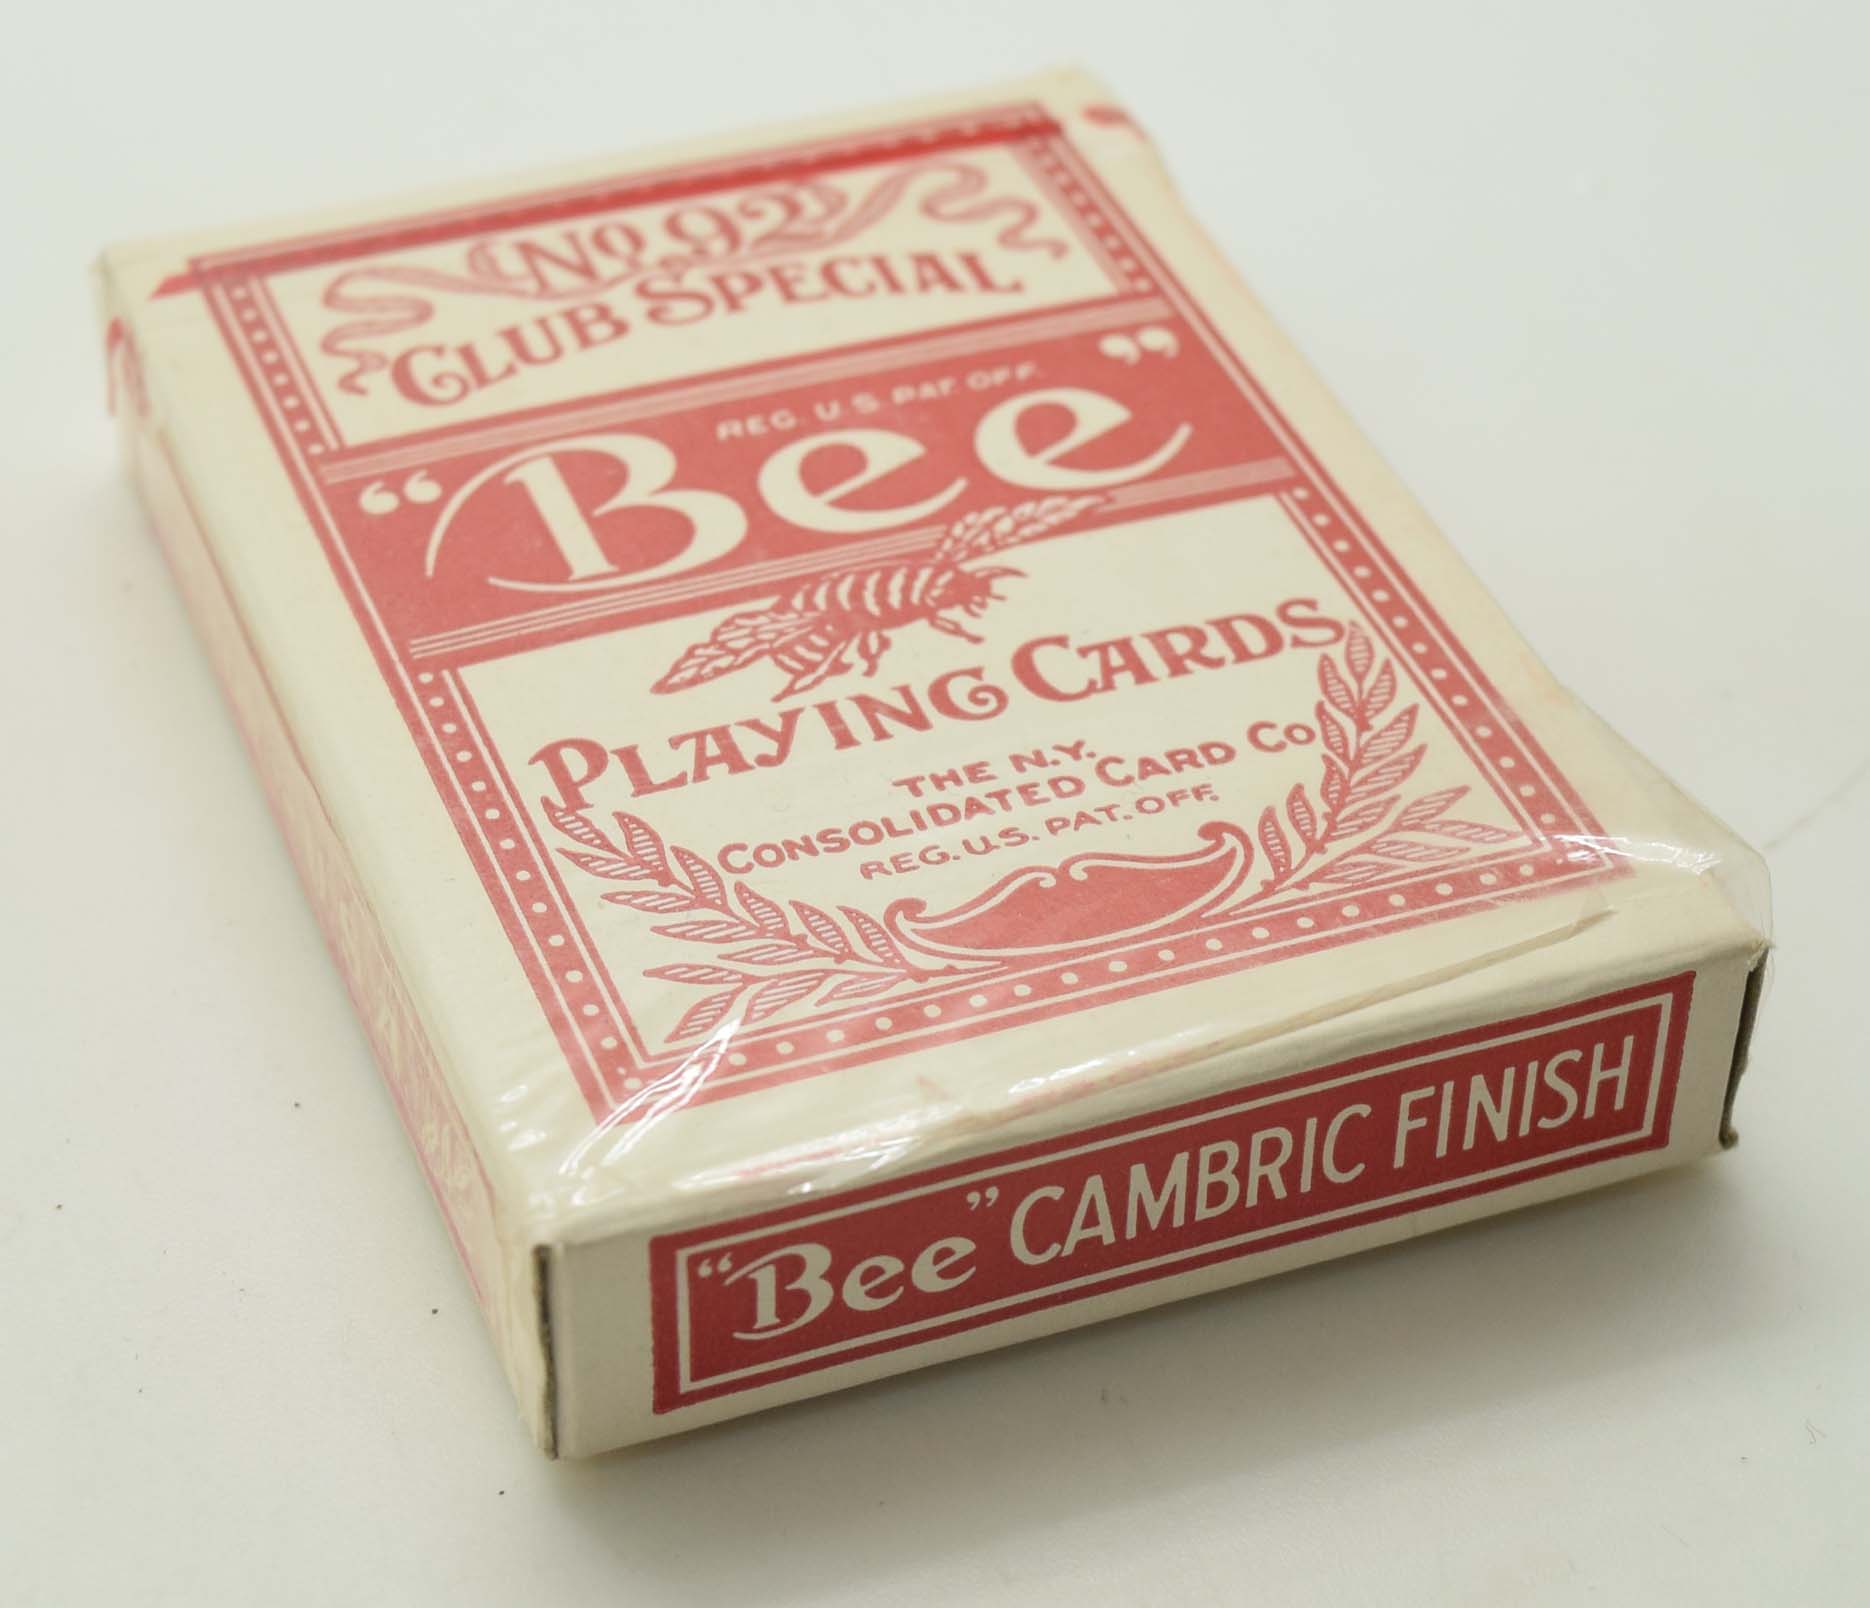 No. 92
CLUB SPECIAL
REG. U.S. PAT. OFF.
“Bee”
PLAYING CARDS
THE N.Y.
CONSOLIDATED CARD CO
REG. U.S. PAT. OFF.
“Bee” CAMBRIC FINISH